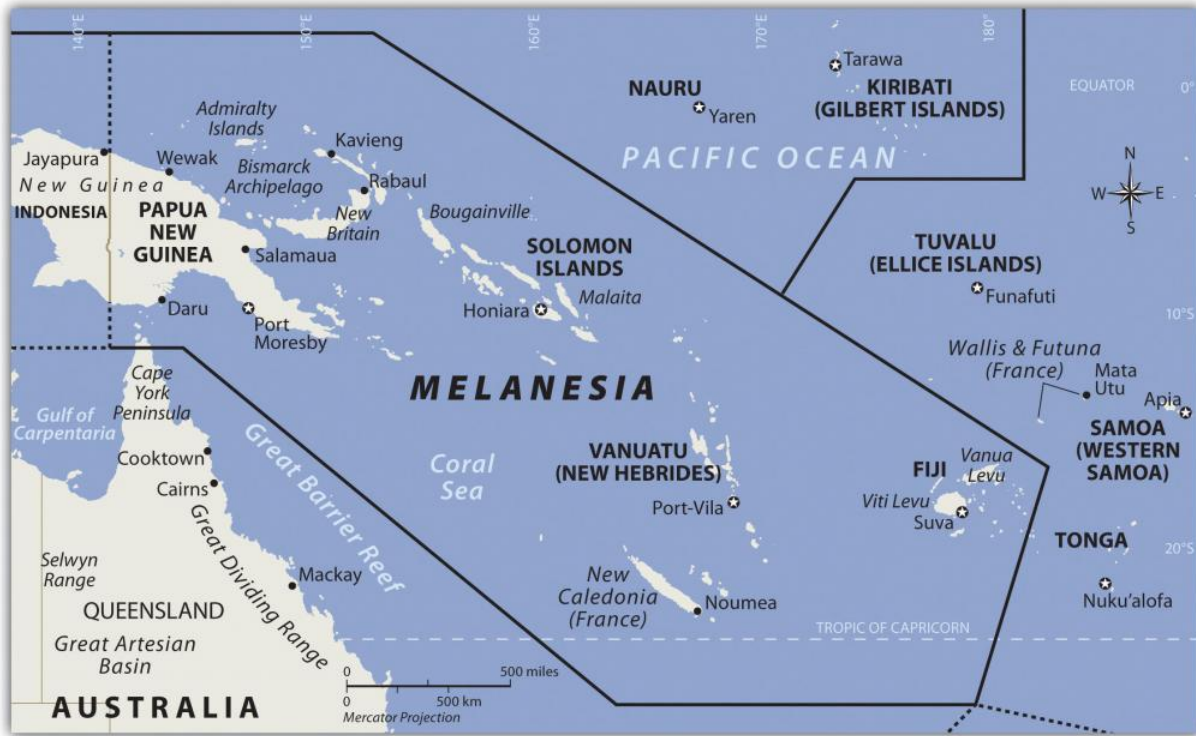 140°E
150°E
160°E
170°E
180°
Tarawa
NAURU
KIRIBATI
(GILBERT ISLANDS)
EQUATOR
0°
Yaren
Admiralty
Islands
Kavieng
PACIFIC OCEAN
Jayapura
Wewak
Bismarck
Archipelago
New Guinea
Rabaul
INDONESIA
PAPUA
NEW
GUINEA
New
Britain
Bougainville
N
W
E
S
Salamaua
SOLOMON
ISLANDS
TUVALU
(ELLICE ISLANDS)
Malaita
Funafuti
Daru
Honiara
10°S
Port
Moresby
Wallis & Futuna
(France)
Mata
Utu
Cape
York
Peninsula
MELANESIA
Apia
Gulf of
Carpentaria
SAMOA
(WESTERN
SAMOA)
Great Barrier Reef
Coral
Sea
VANUATU
(NEW HEBRIDES)
FIJI
Vanua
Levu
Cooktown
Cairns
Port-Vila
Viti Levu
Suva
Great Dividing Range
TONGA
20°S
Selwyn
Range
Mackay
New
Caledonia
(France)
Noumea
Nuku'alofa
QUEENSLAND
TROPIC OF CAPRICORN
Great Artesian
Basin
0
500 miles
0
500 km
Mercator Projection
AUSTRALIA